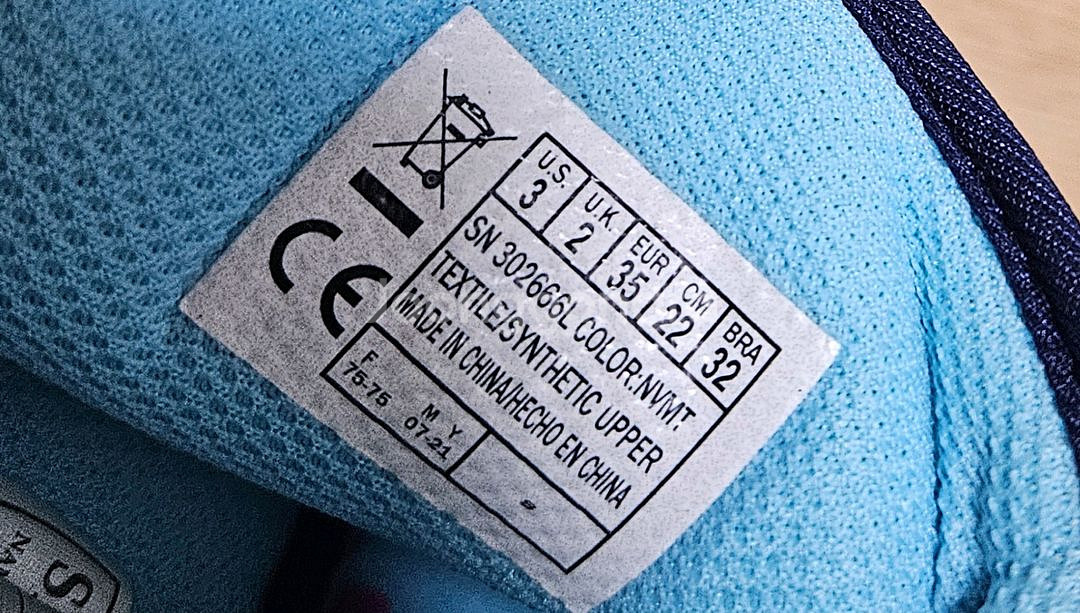 CE
U.S. U.K. EUR CM BRA
3 2 35 22 32
SN 302666L COLOR:NVMT
TEXTILE/SYNTHETIC UPPER
MADE IN CHINA/HECHO EN CHINA
F M Y
75-75 07-21
S